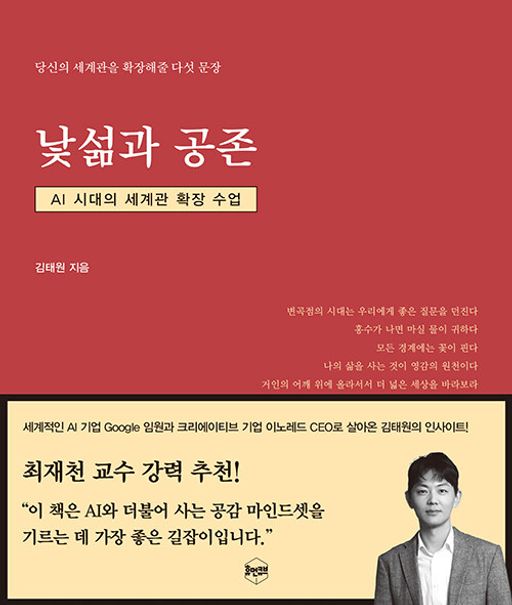 당신의 세계관을 확장해줄 다섯 문장
낯섦과 공존
AI 시대의 세계관 확장 수업
김태원 지음
변곡점의 시대는 우리에게 좋은 질문을 던진다
홍수가 나면 마실 물이 귀하다
모든 경계에는 꽃이 핀다
나의 삶을 사는 것이 영감의 원천이다
거인의 어깨 위에 올라서서 더 넓은 세상을 바라보라
세계적인 AI 기업 Google 임원과 크리에이티브 기업 이노레드 CEO로 살아온 김태원의 인사이트!
최재천 교수 강력 추천!
“이 책은 AI와 더불어 사는 공감 마인드셋을
기르는 데 가장 좋은 길잡이입니다.”
휴먼큐브